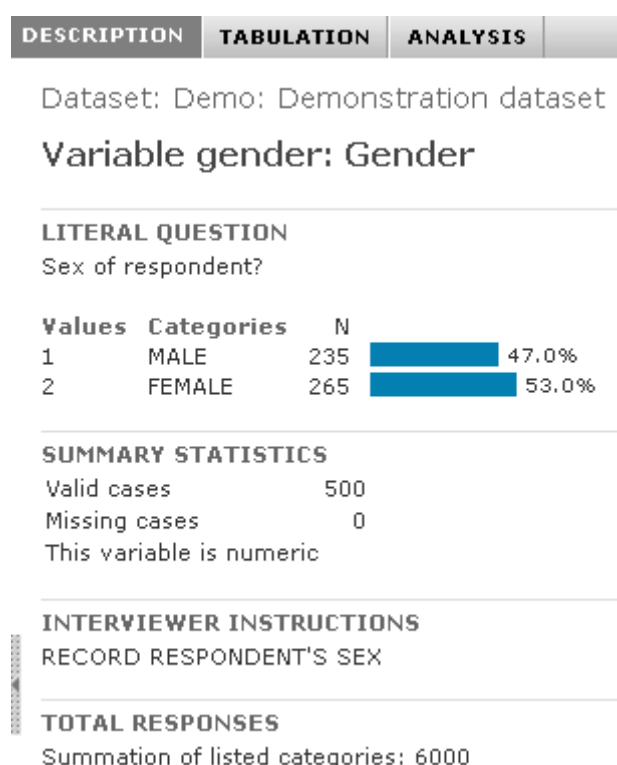 DESCRIPTION TABULATION ANALYSIS
Dataset: Demo: Demonstration dataset
Variable gender: Gender
LITERAL QUESTION
Sex of respondent?
Values Categories N
1 MALE 235 47.0%
2 FEMALE 265 53.0%
SUMMARY STATISTICS
Valid cases 500
Missing cases 0
This variable is numeric
INTERVIEWER INSTRUCTIONS
RECORD RESPONDENT'S SEX
TOTAL RESPONSES
Summation of listed categories: 6000